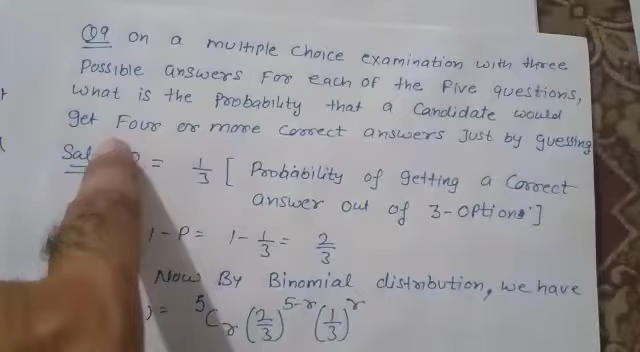 Q9 on a multiple choice examination with three
Possible answers For each of the Five questions,
what is the Probability that a Candidate would
get Four or more Correct answers Just by guessing
Sol = 1/3 [ Probability of getting a Correct
answer out of 3-options ]
1 - P = 1 - 1/3 = 2/3
Now By Binomial distribution, we have
) = ⁵Cᵣ (2/3)⁵⁻ʳ (1/3)ʳ